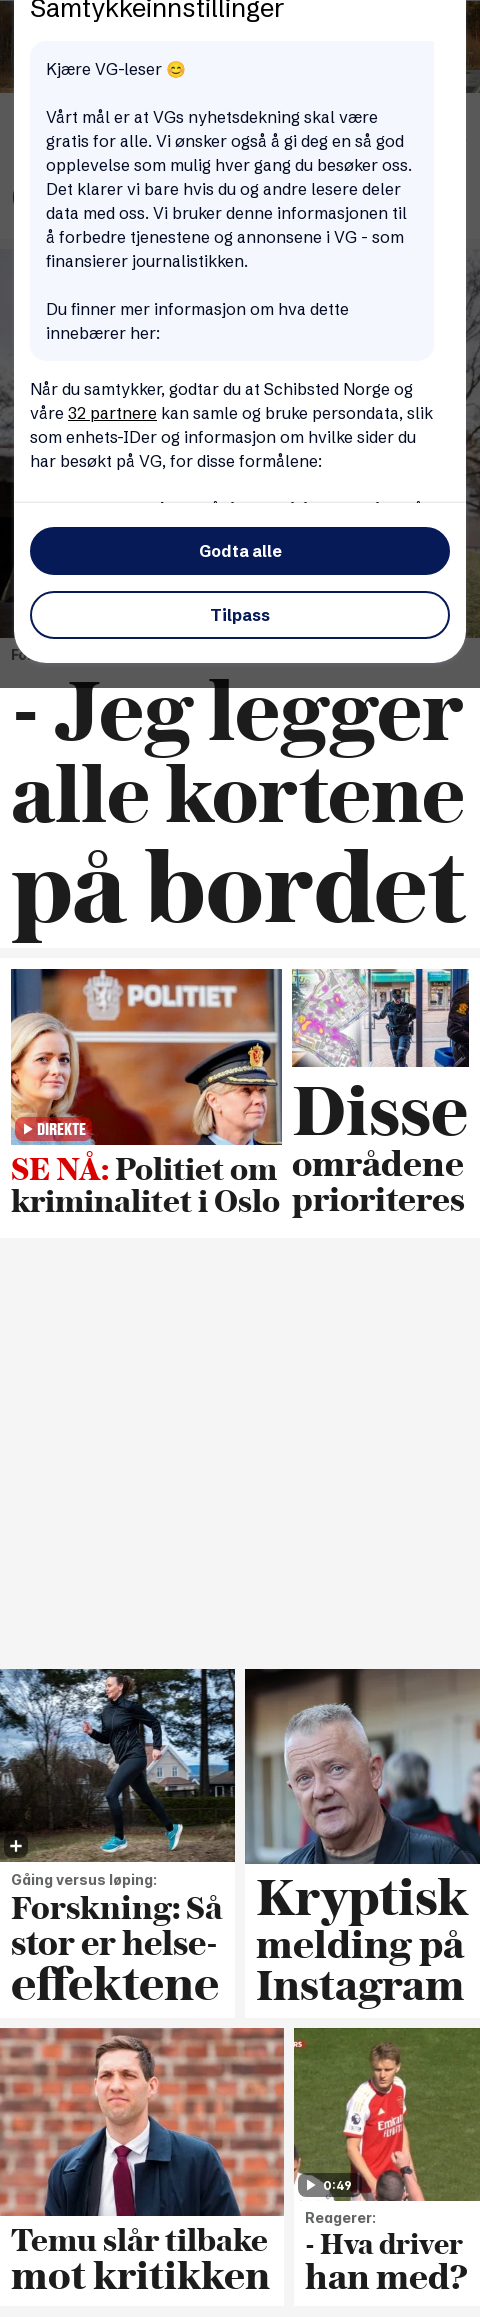 Samtykkeinnstillinger
Kjære VG-leser 😊
Vårt mål er at VGs nyhetsdekning skal være
gratis for alle. Vi ønsker også å gi deg en så god
opplevelse som mulig hver gang du besøker oss.
Det klarer vi bare hvis du og andre lesere deler
data med oss. Vi bruker denne informasjonen til
å forbedre tjenestene og annonsene i VG - som
finansierer journalistikken.
Du finner mer informasjon om hva dette
innebærer her:
Når du samtykker, godtar du at Schibsted Norge og
våre 32 partnere kan samle og bruke persondata, slik
som enhets-IDer og informasjon om hvilke sider du
har besøkt på VG, for disse formålene:
Godta alle
Tilpass
- Jeg legger
alle kortene
på bordet
POLITIET
DIREKTE
SE NÅ: Politiet om
kriminalitet i Oslo
Disse
områdene
prioriteres
Gåing versus løping:
Forskning: Så
stor er helse-
effektene
Kryptisk
melding på
Instagram
Temu slår tilbake
mot kritikken
0:49
Reagerer:
- Hva driver
han med?